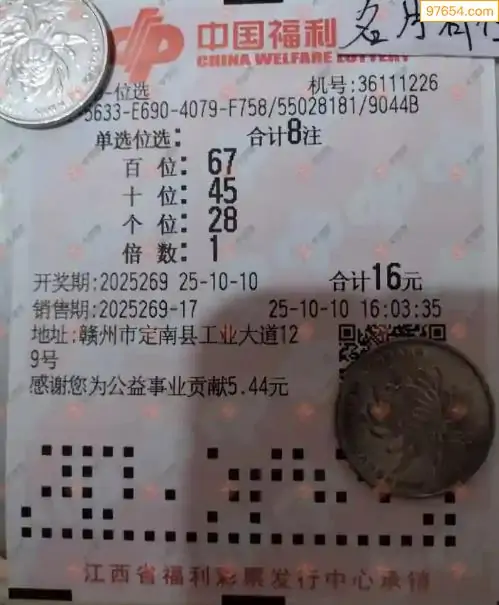 97654.com
中国福利
CHINA WELFARE LOTTERY
-位选
机号:36111226
5633-E690-4079-F758/55028181/9044B
单选位选:
合计8注
百位:67
十位:45
个位:28
倍数:1
开奖期:2025269 25-10-10
合计16元
销售期:2025269-17
25-10-10 16:03:35
地址:赣州市定南县工业大道12
9号
感谢您为公益事业贡献5.44元
江西省福利彩票发行中心承销